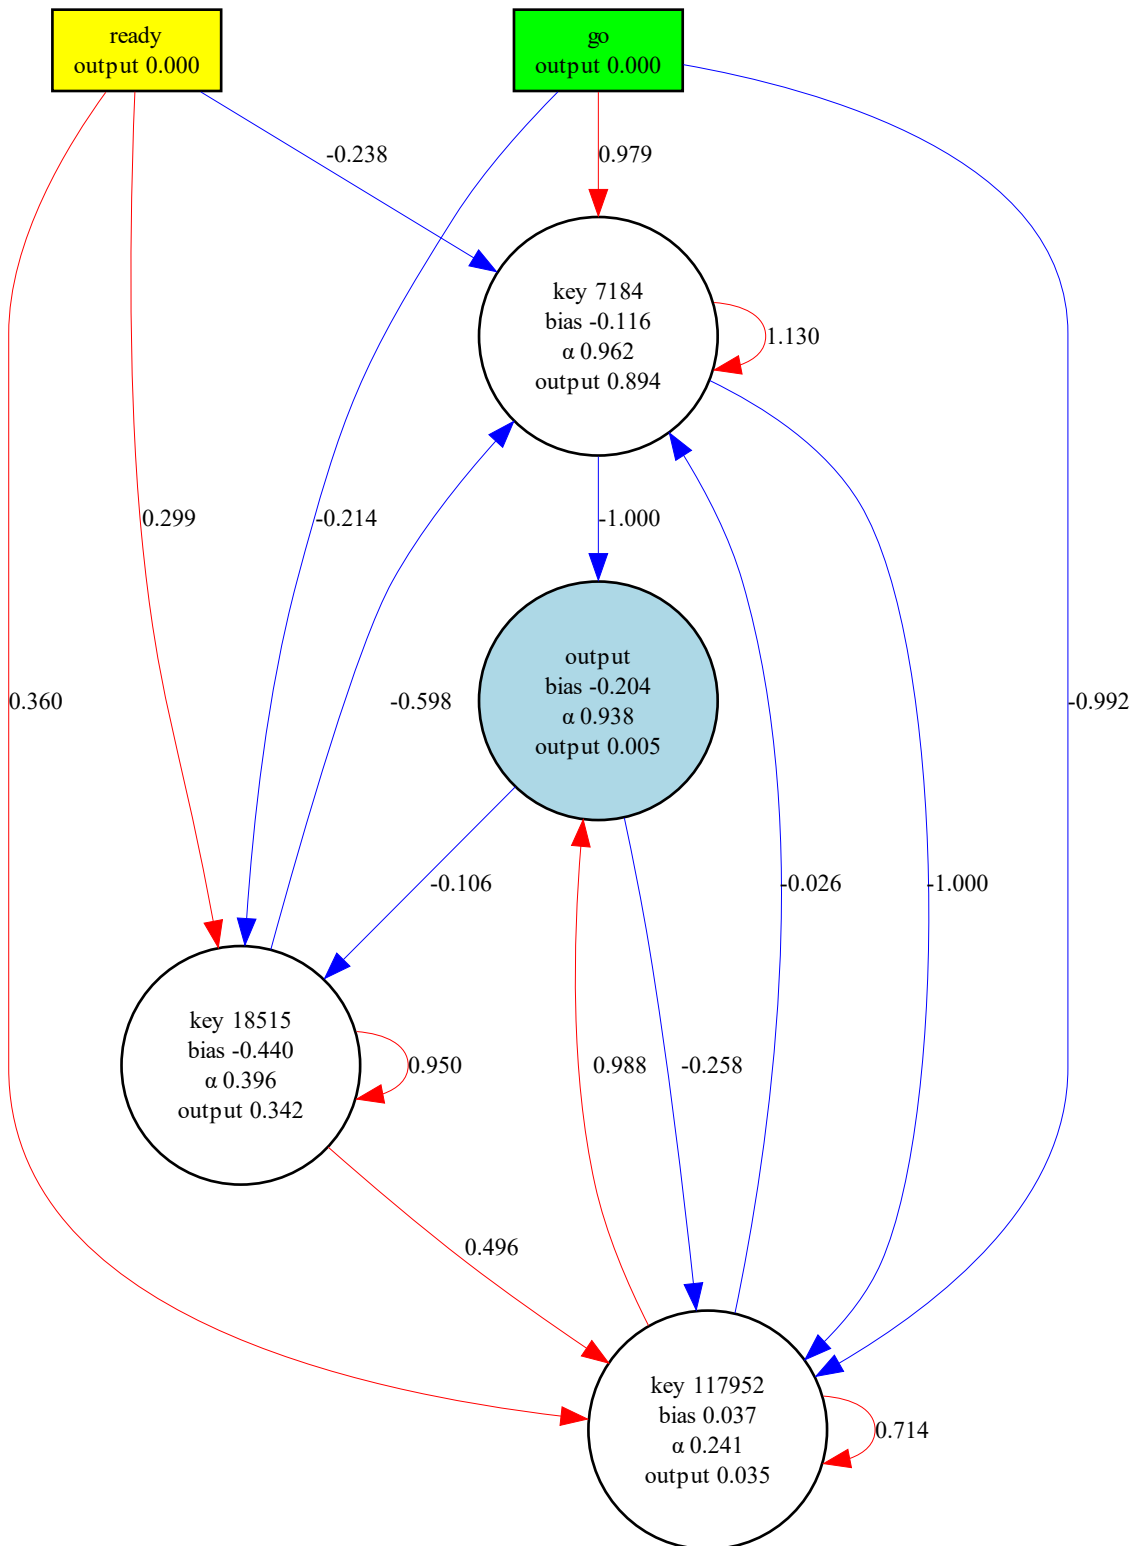 ready
output 0.000
go
output 0.000
-0.238
0.979
key 7184
bias -0.116
α 0.962
output 0.894
1.130
0.299
-0.214
-1.000
output
bias -0.204
α 0.938
output 0.005
0.360
-0.598
-0.992
-0.106
-0.026
-1.000
key 18515
bias -0.440
α 0.396
output 0.342
0.950
0.988
-0.258
0.496
key 117952
bias 0.037
α 0.241
output 0.035
0.714